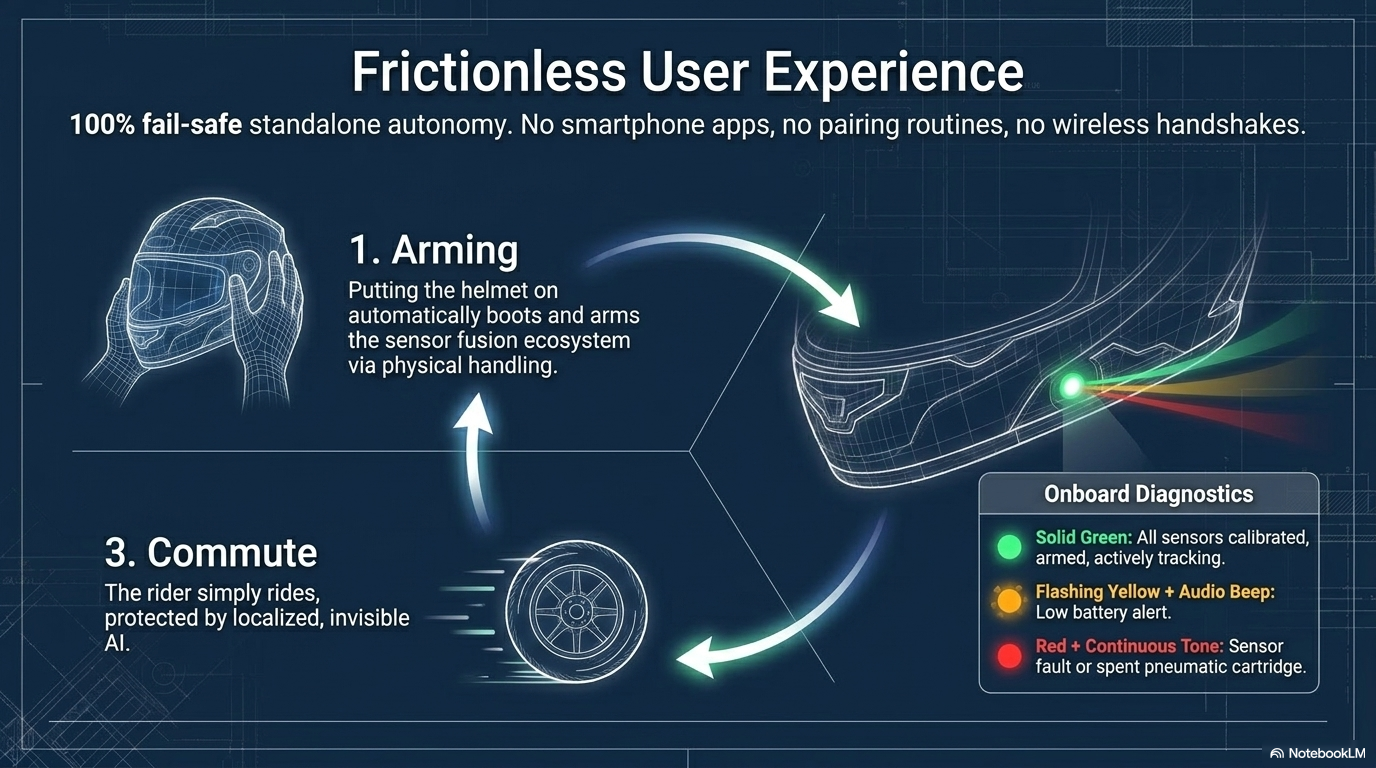 Frictionless User Experience
100% fail-safe standalone autonomy. No smartphone apps, no pairing routines, no wireless handshakes.
1. Arming
Putting the helmet on
automatically boots and arms
the sensor fusion ecosystem
via physical handling.
Onboard Diagnostics
Solid Green: All sensors calibrated,
armed, actively tracking.
Flashing Yellow + Audio Beep:
Low battery alert.
Red + Continuous Tone: Sensor
fault or spent pneumatic cartridge.
3. Commute
The rider simply rides,
protected by localized, invisible
AI.
NotebookLM